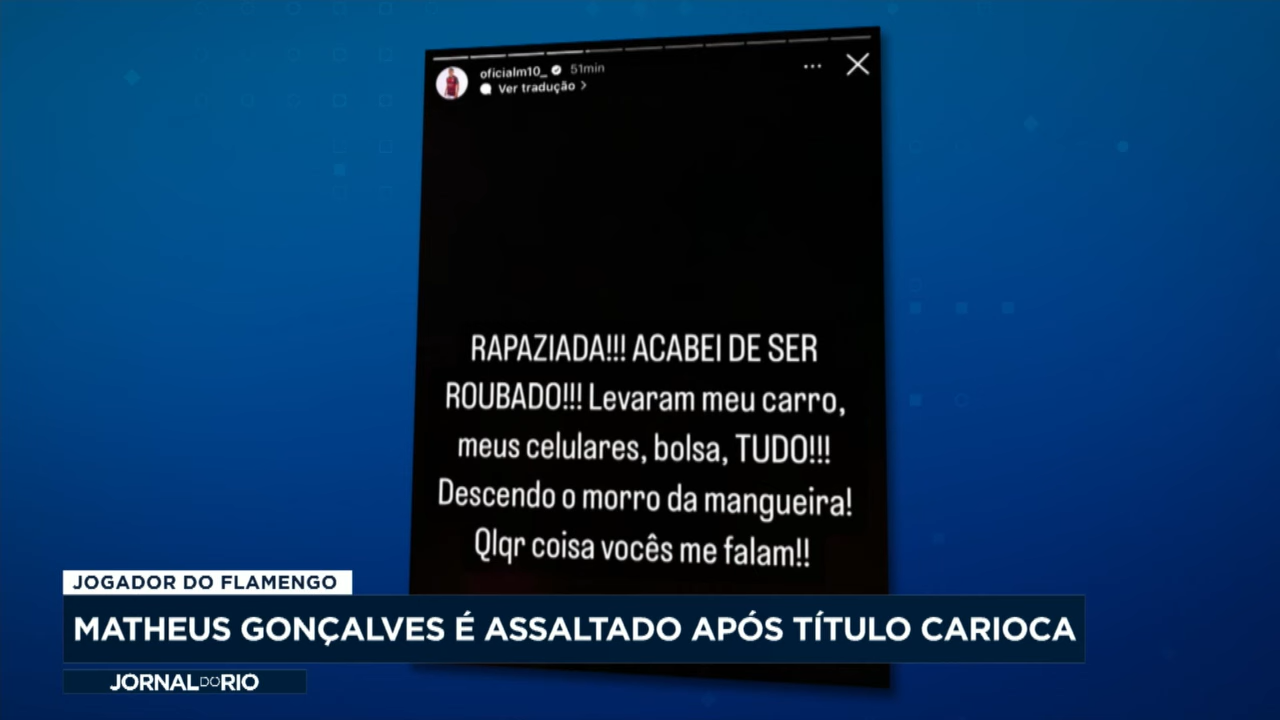 oficialm10_ 51min
Ver tradução >
RAPAZIADA!!! ACABEI DE SER
ROUBADO!!! Levaram meu carro,
meus celulares, bolsa, TUDO!!!
Descendo o morro da mangueira!
Qlqr coisa vocês me falam!!
JOGADOR DO FLAMENGO
MATHEUS GONÇALVES É ASSALTADO APÓS TÍTULO CARIOCA
JORNAL DO RIO